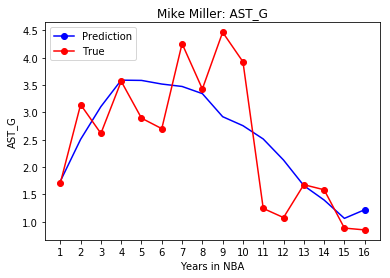 Mike Miller: AST_G
Prediction
True
AST_G
4.5
4.0
3.5
3.0
2.5
2.0
1.5
1.0
1 2 3 4 5 6 7 8 9 10 11 12 13 14 15 16
Years in NBA